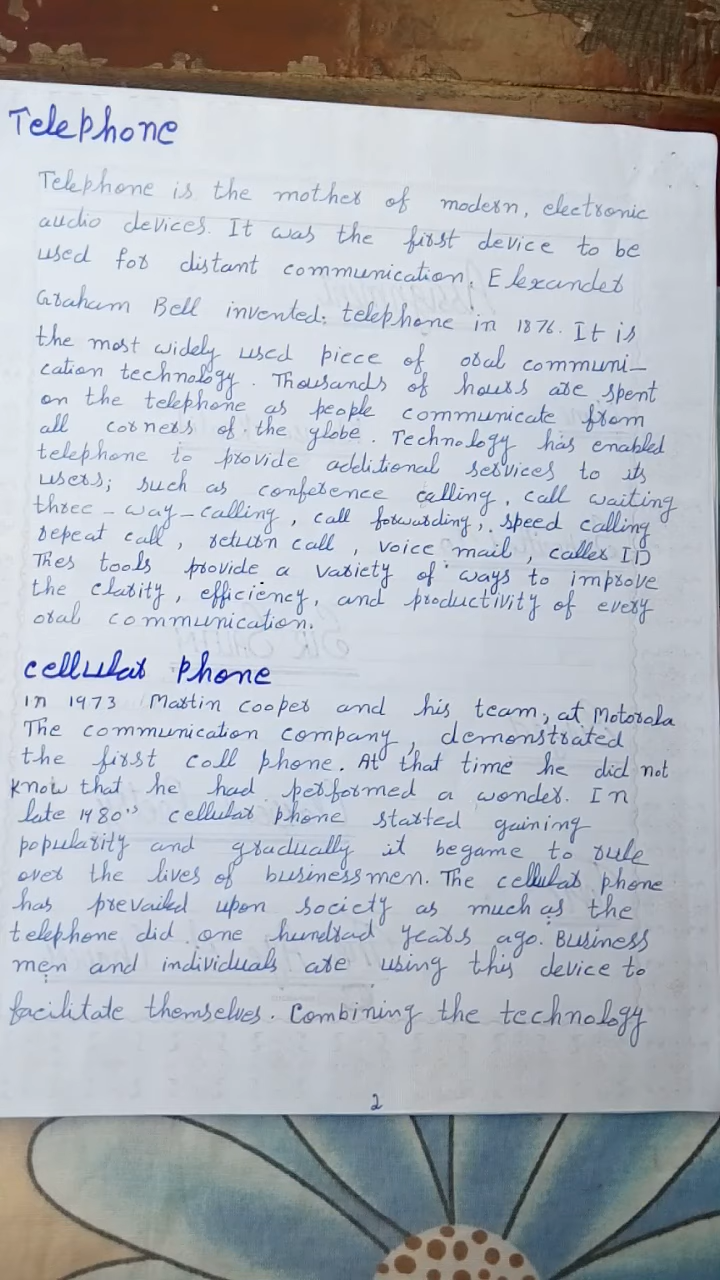 Telephone
Telephone is the mother of modern, electronic
audio devices. It was the first device to be
used for distant communication. Elexander
Graham Bell invented: telephone in 1876. It is
the most widely used piece of oral communi-
cation technology. Thousands of hours are spent
on the telephone as people communicate from
all corners of the globe. Technology has enabled
telephone to provide additional services to its
users; such as conference calling, call waiting
three-way-calling, call forwarding, speed calling
repeat call, return call, voice mail, caller ID
Thes tools provide a variety of ways to improve
the clarity, efficiency, and productivity of every
oral communication.
cellular phone
in 1973 Martin cooper and his team, at Motorola
The communication company, demonstrated
the first coll phone. At that time he did not
know that he had performed a wonder. In
late 1980's cellular phone started gaining
popularity and gradually it begame to rule
over the lives of businessmen. The cellular phone
has prevailed upon society as much as the
telephone did one hundrad years ago. Business
men and individuals are using this device to
facilitate themselves. Combining the technology
2